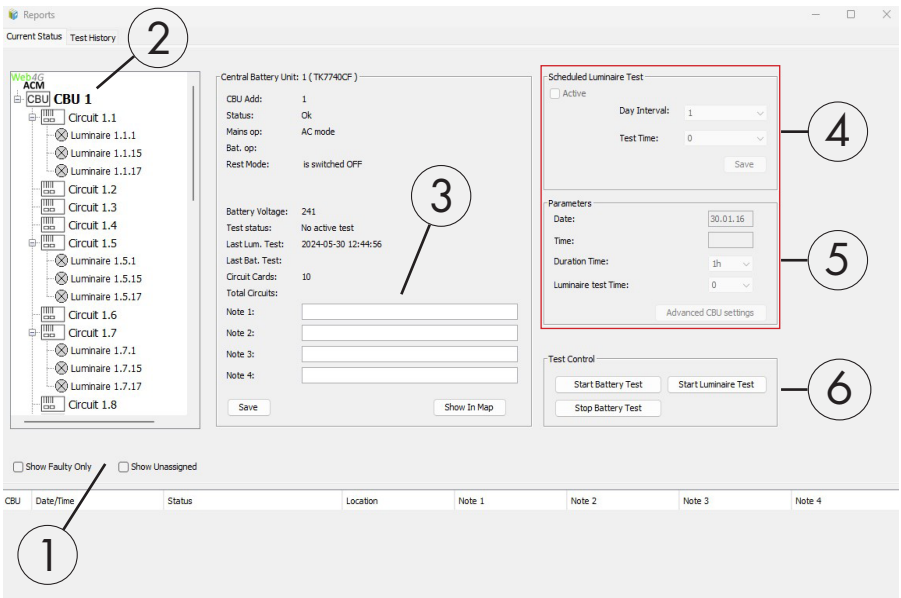 Reports
Current Status Test History
2
Web4G
ACM
CBU CBU 1
Circuit 1.1
Luminaire 1.1.1
Luminaire 1.1.15
Luminaire 1.1.17
Circuit 1.2
Circuit 1.3
Circuit 1.4
Circuit 1.5
Luminaire 1.5.1
Luminaire 1.5.15
Luminaire 1.5.17
Circuit 1.6
Circuit 1.7
Luminaire 1.7.1
Luminaire 1.7.15
Luminaire 1.7.17
Circuit 1.8
Central Battery Unit: 1 ( TK7740CF )
CBU Add: 1
Status: Ok
Mains op: AC mode
Bat. op:
Rest Mode: is switched OFF
3
Battery Voltage: 241
Test status: No active test
Last Lum. Test: 2024-05-30 12:44:56
Last Bat. Test:
Circuit Cards: 10
Total Circuits:
Note 1:
Note 2:
Note 3:
Note 4:
Save Show In Map
Scheduled Luminaire Test
Active
Day Interval: 1
Test Time: 0
Save
4
Parameters
Date: 30.01.16
Time:
Duration Time: 1h
Luminaire test Time: 0
Advanced CBU settings
5
Test Control
Start Battery Test Start Luminaire Test
Stop Battery Test
6
Show Faulty Only Show Unassigned
CBU Date/Time Status Location Note 1 Note 2 Note 3 Note 4
1